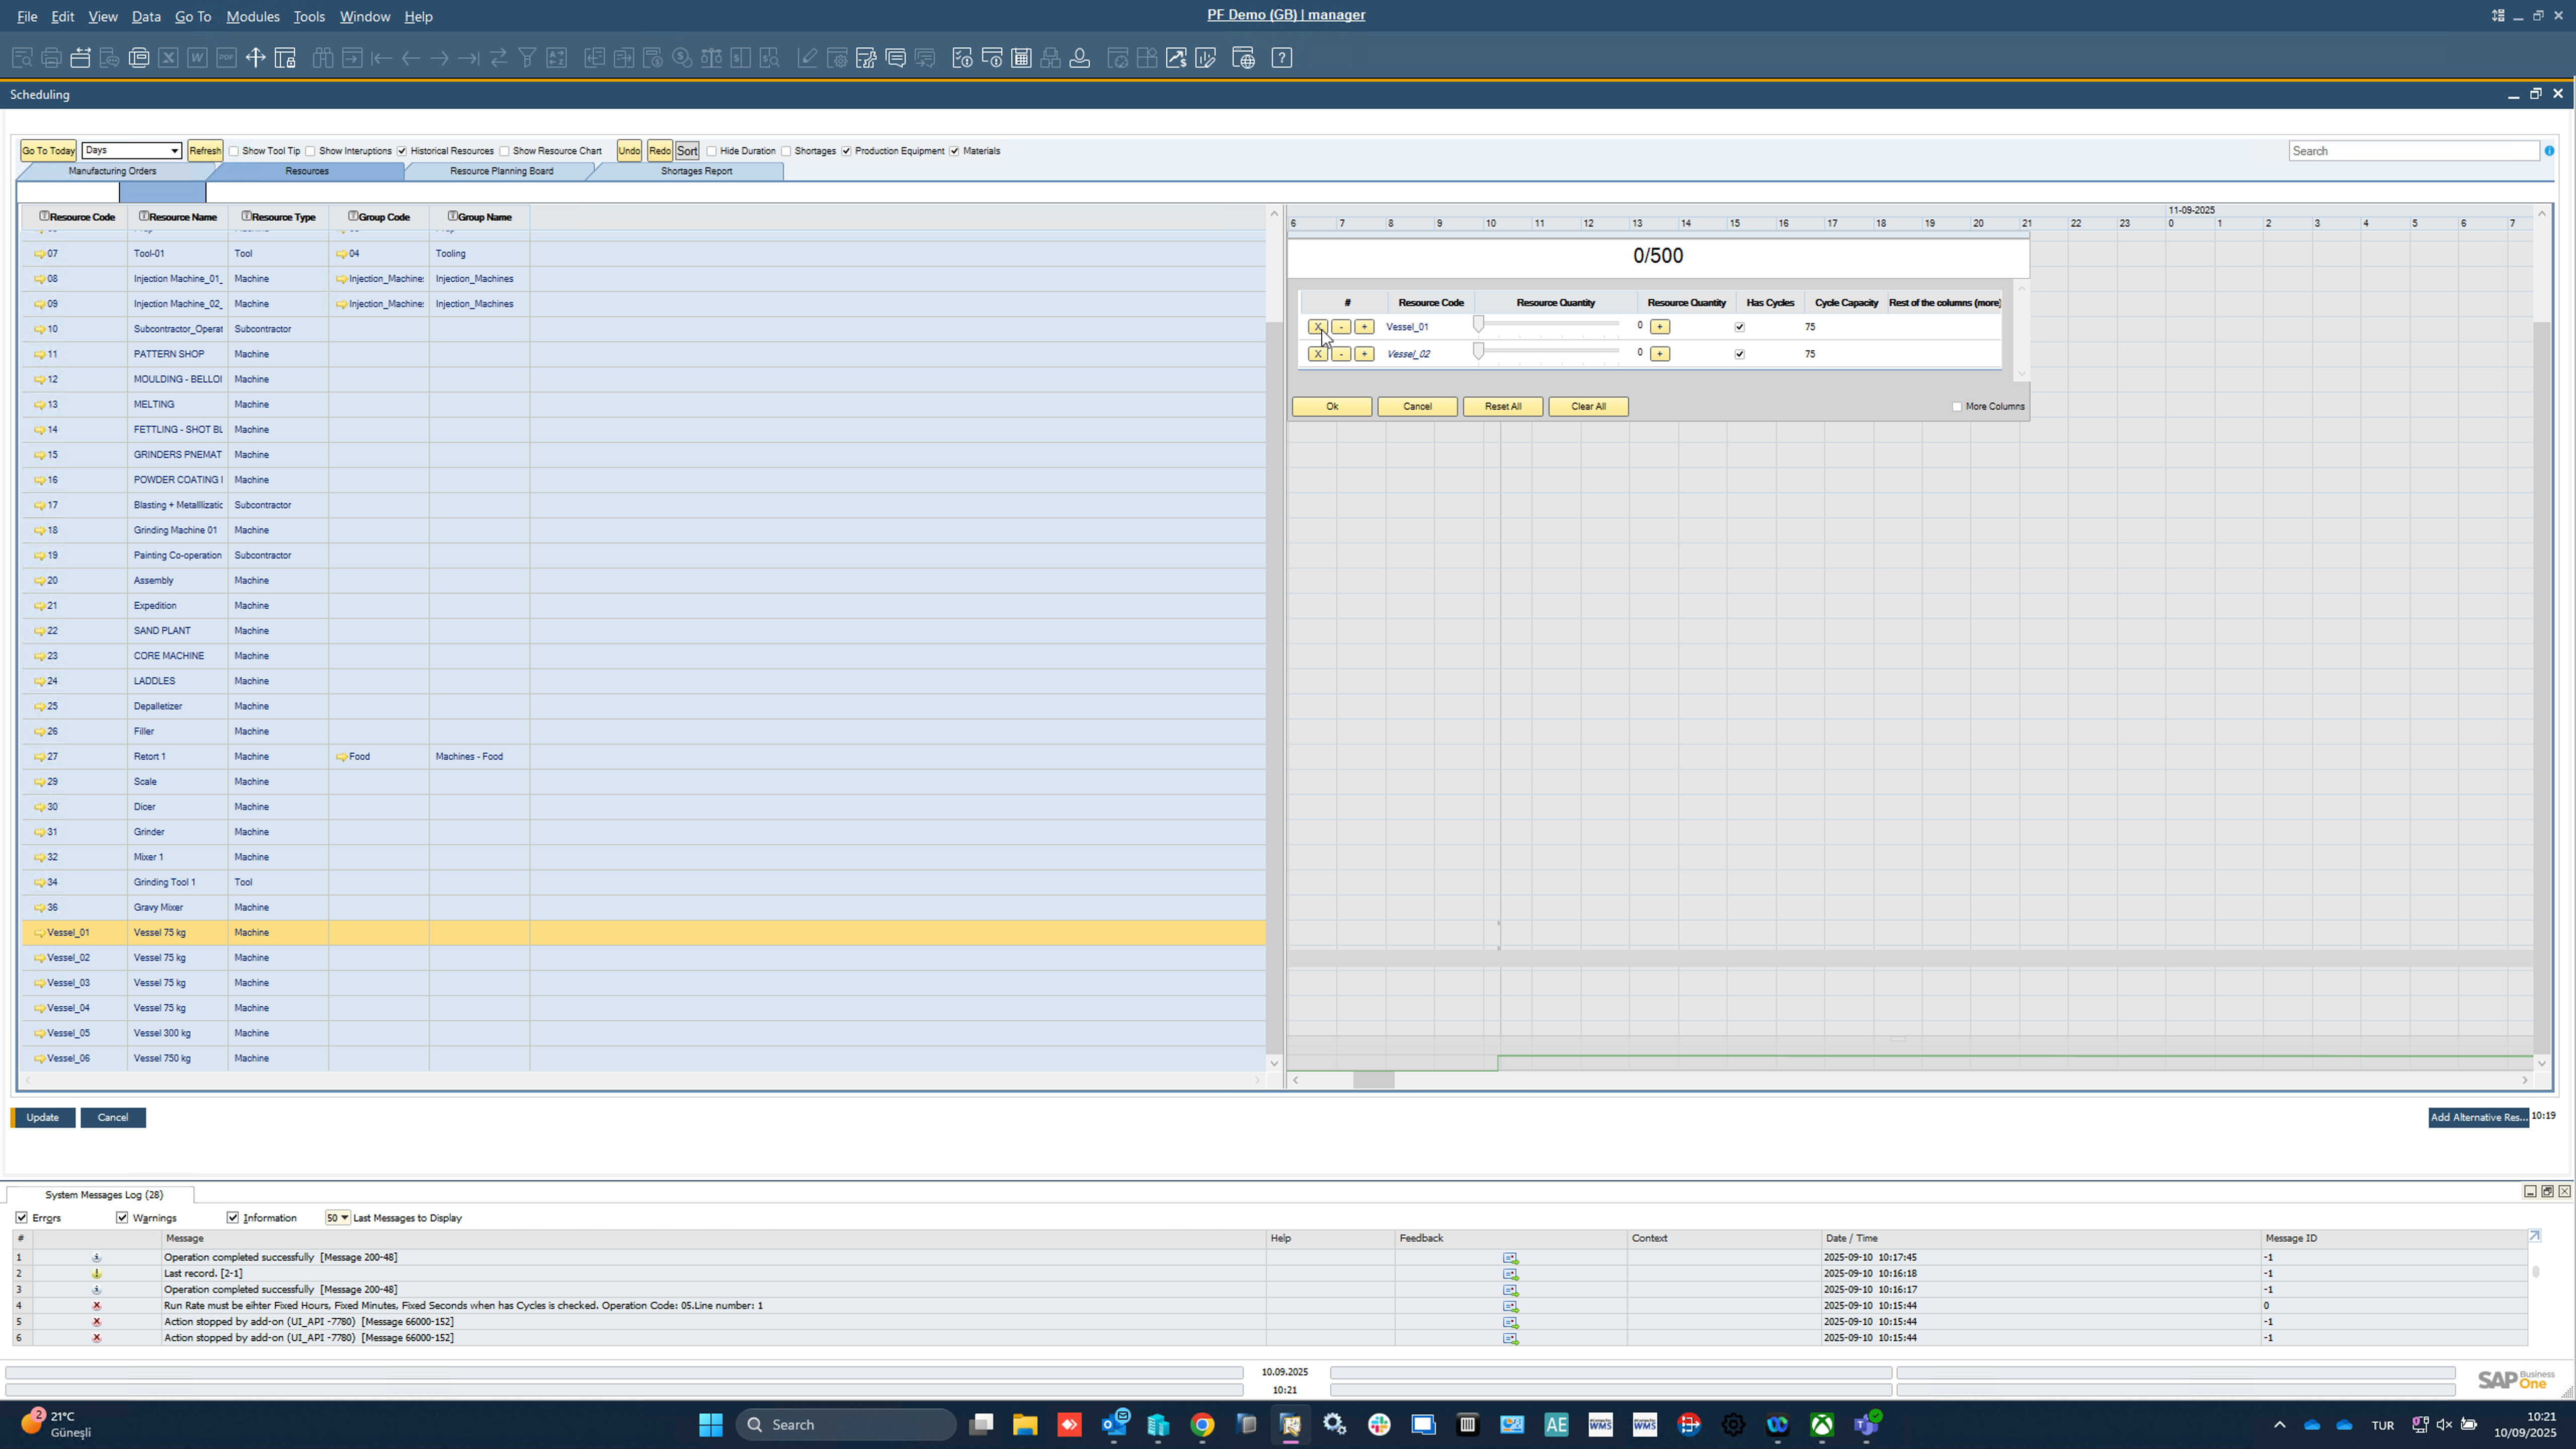 File Edit View Data Go To Modules Tools Window Help
PF Demo (GB) | manager
Scheduling
Go To Today Days Refresh Show Tool Tip Show Interuptions Historical Resources Show Resource Chart Undo Redo Sort Hide Duration Shortages Production Equipment Materials
Search
Manufacturing Orders Resources Resource Planning Board Shortages Report
Resource Code Resource Name Resource Type Group Code Group Name
11-09-2025
6 7 8 9 10 11 12 13 14 15 16 17 18 19 20 21 22 23 0 1 2 3 4 5 6 7
07 Tool-01 Tool 04 Tooling
08 Injection Machine_01_ Machine Injection_Machine: Injection_Machines
09 Injection Machine_02_ Machine Injection_Machine: Injection_Machines
10 Subcontractor_Operat Subcontractor
11 PATTERN SHOP Machine
12 MOULDING - BELLOI Machine
13 MELTING Machine
14 FETTLING - SHOT BL Machine
15 GRINDERS PNEMAT Machine
16 POWDER COATING I Machine
17 Blasting + Metalllizatic Subcontractor
18 Grinding Machine 01 Machine
19 Painting Co-operation Subcontractor
20 Assembly Machine
21 Expedition Machine
22 SAND PLANT Machine
23 CORE MACHINE Machine
24 LADDLES Machine
25 Depalletizer Machine
26 Filler Machine
27 Retort 1 Machine Food Machines - Food
29 Scale Machine
30 Dicer Machine
31 Grinder Machine
32 Mixer 1 Machine
34 Grinding Tool 1 Tool
36 Gravy Mixer Machine
Vessel_01 Vessel 75 kg Machine
Vessel_02 Vessel 75 kg Machine
Vessel_03 Vessel 75 kg Machine
Vessel_04 Vessel 75 kg Machine
Vessel_05 Vessel 300 kg Machine
Vessel_06 Vessel 750 kg Machine
0/500
# Resource Code Resource Quantity Resource Quantity Has Cycles Cycle Capacity Rest of the columns (more)
X - + Vessel_01 0 + 75
X - + Vessel_02 0 + 75
Ok Cancel Reset All Clear All More Columns
Update Cancel
Add Alternative Res... 10:19
System Messages Log (28)
Errors Warnings Information 50 Last Messages to Display
# Message Help Feedback Context Date / Time Message ID
1 Operation completed successfully [Message 200-48] 2025-09-10 10:17:45 -1
2 Last record. [2-1] 2025-09-10 10:16:18 -1
3 Operation completed successfully [Message 200-48] 2025-09-10 10:16:17 -1
4 Run Rate must be eihter Fixed Hours, Fixed Minutes, Fixed Seconds when has Cycles is checked. Operation Code: 05.Line number: 1 2025-09-10 10:15:44 0
5 Action stopped by add-on (UI_API -7780) [Message 66000-152] 2025-09-10 10:15:44 -1
6 Action stopped by add-on (UI_API -7780) [Message 66000-152] 2025-09-10 10:15:44 -1
10.09.2025
10:21
SAP Business One
2 21°C
Güneşli
Search
AE WMS WMS
TUR
10:21
10/09/2025